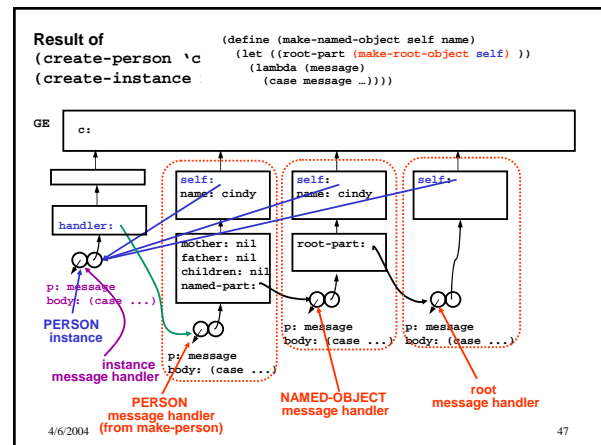 Result of
(create-person ‘c
(create-instance
(define (make-named-object self name)
(let ((root-part (make-root-object self) ))
(lambda (message)
(case message …))))
GE
c:
handler:
p: message
body: (case ...)
PERSON
instance
instance
message handler
self:
name: cindy
mother: nil
father: nil
children: nil
named-part:
p: message
body: (case ...)
PERSON
message handler
(from make-person)
self:
name: cindy
root-part:
p: message
body: (case ...)
NAMED-OBJECT
message handler
self:
p: message
body: (case ...)
root
message handler
4/6/2004
47